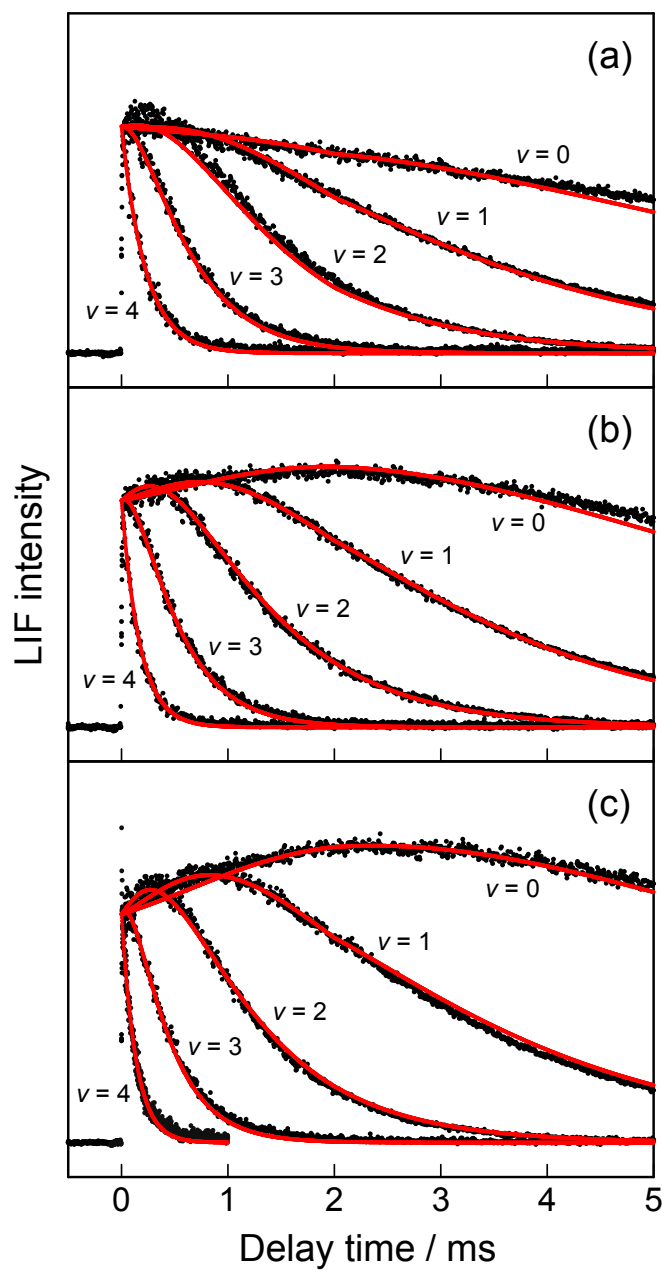 (a)
v = 0
v = 1
v = 2
v = 3
v = 4
(b)
v = 0
v = 1
v = 2
v = 3
v = 4
(c)
v = 0
v = 1
v = 2
v = 3
v = 4
LIF intensity
0 1 2 3 4 5
Delay time / ms